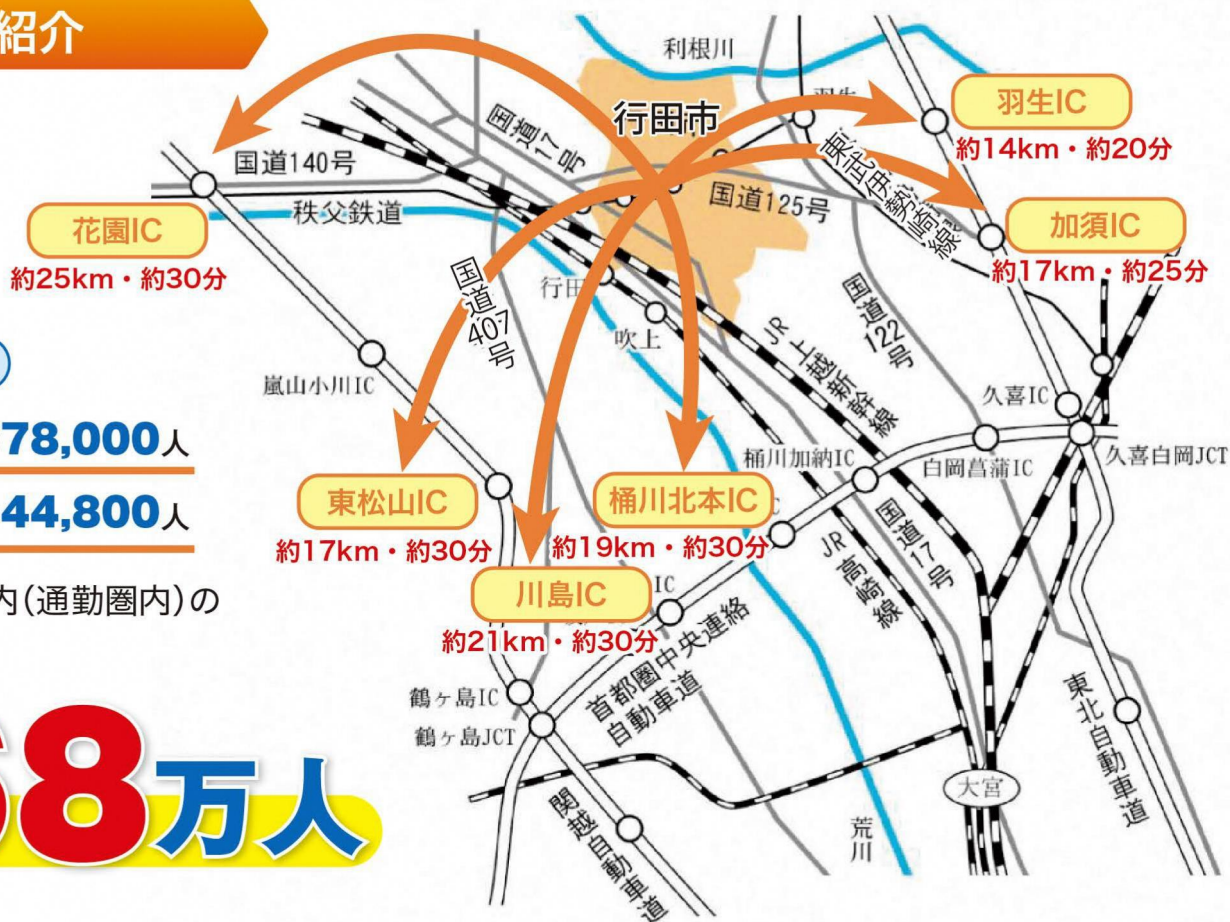 紹介
78,000人
44,800人
内(通勤圏内)の
8万人
利根川
行田市
羽生IC
約14km・約20分
国道17号
国道140号
秩父鉄道
国道125号
東武伊勢崎線
花園IC
約25km・約30分
加須IC
約17km・約25分
国道407号
行田
吹上
国道122号
JR上越新幹線
嵐山小川IC
久喜IC
久喜白岡JCT
白岡菖蒲IC
桶川加納IC
東松山IC
約17km・約30分
桶川北本IC
約19km・約30分
国道17号
JR高崎線
川島IC
約21km・約30分
IC
首都圏中央連絡
自動車道
鶴ヶ島IC
鶴ヶ島JCT
東北自動車道
大宮
荒川
関越自動車道